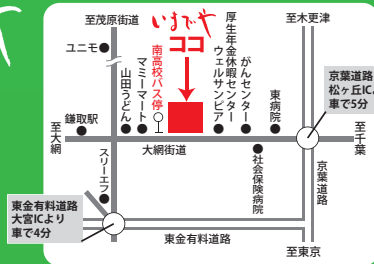 至茂原街道
いまでや
ココ
至木更津
ユニモ
南高校バス停
マミーマート
山田うどん
厚生年金休暇センター
ウェルサンピア
がんセンター
東病院
京葉道路
松ヶ丘IC
車で5分
鎌取駅
至大網
大網街道
至千葉
スリーエフ
社会保険病院
京葉道路
東金有料道路
大宮ICより
車で4分
東金有料道路
至東京